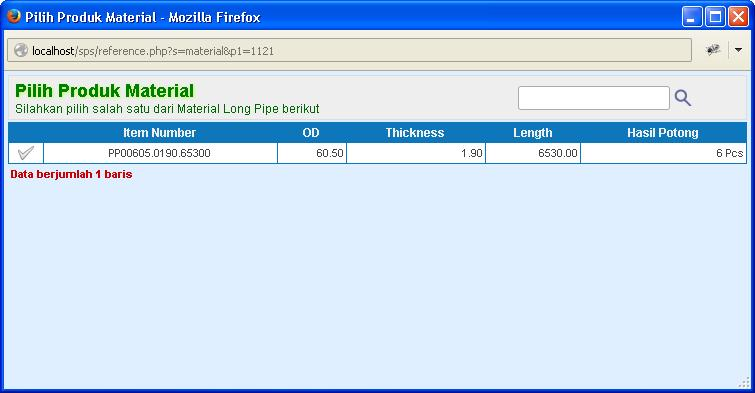 Pilih Produk Material - Mozilla Firefox
localhost/sps/reference.php?s=material&p1=1121
Pilih Produk Material
Silahkan pilih salah satu dari Material Long Pipe berikut
Item Number OD Thickness Length Hasil Potong
PP00605.0190.65300 60.50 1.90 6530.00 6 Pcs
Data berjumlah 1 baris